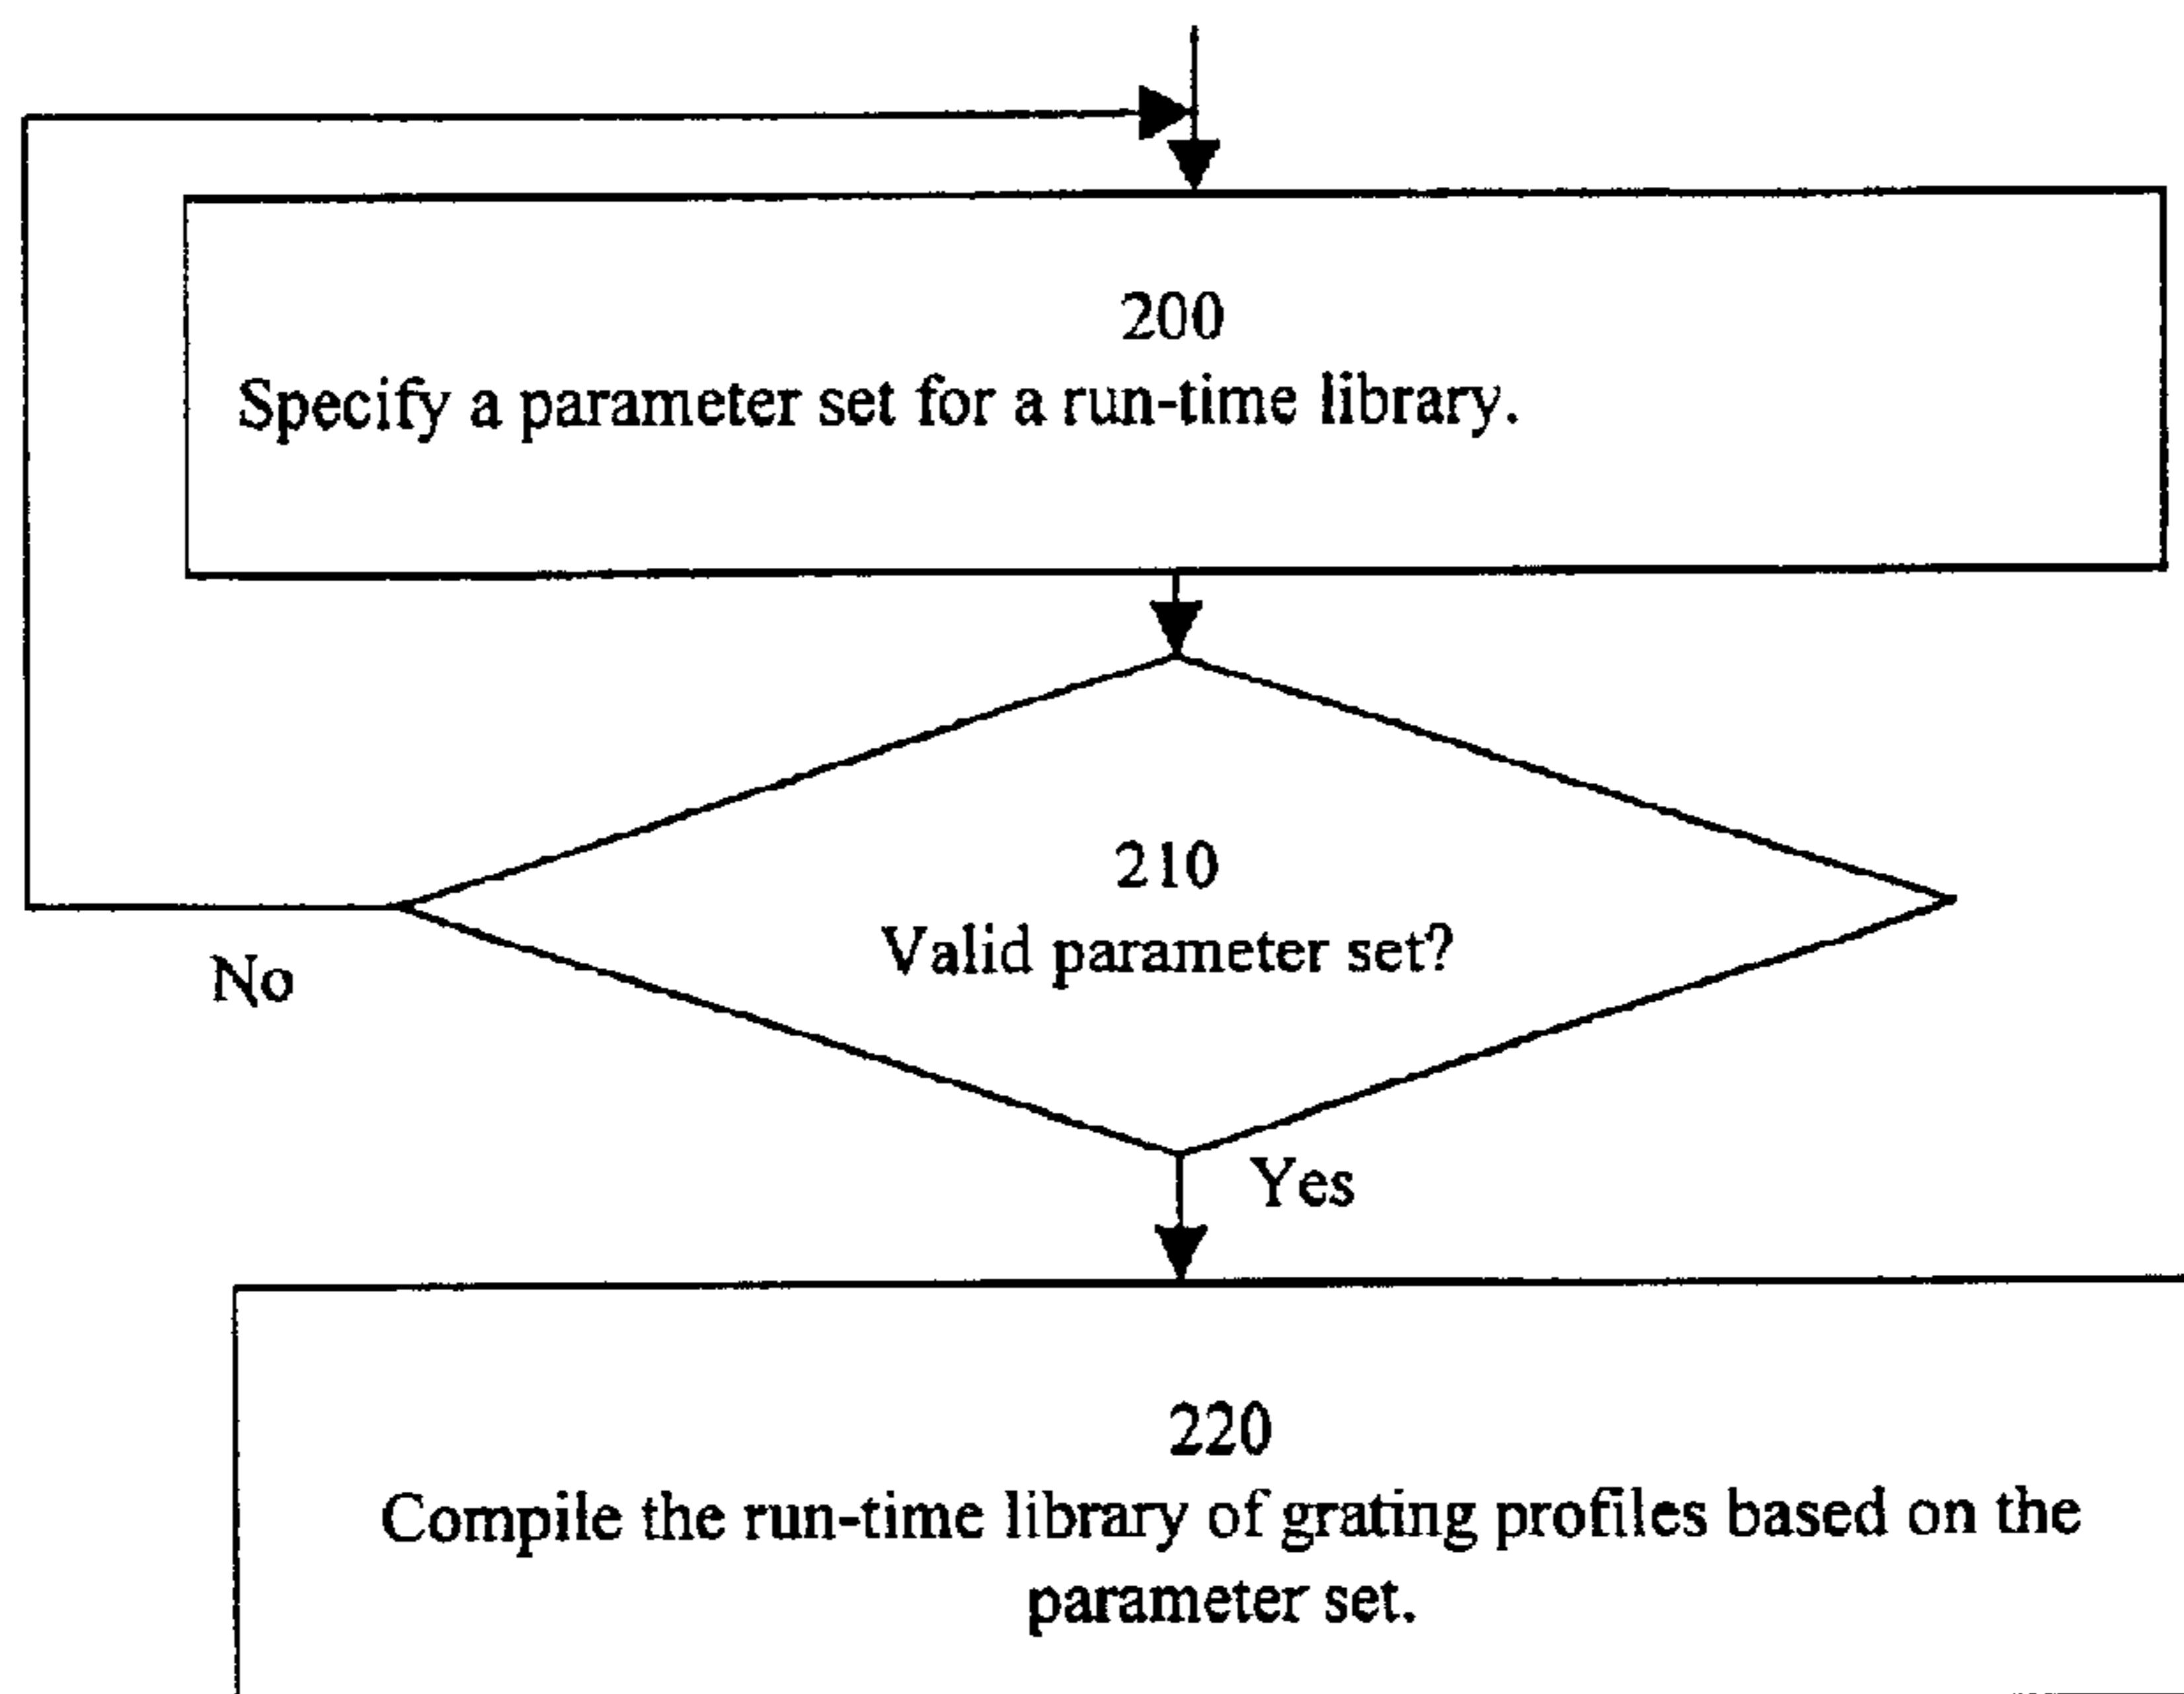 200
Specify a parameter set for a run-time library.
210
Valid parameter set?
No
Yes
220
Compile the run-time library of grating profiles based on the
parameter set.